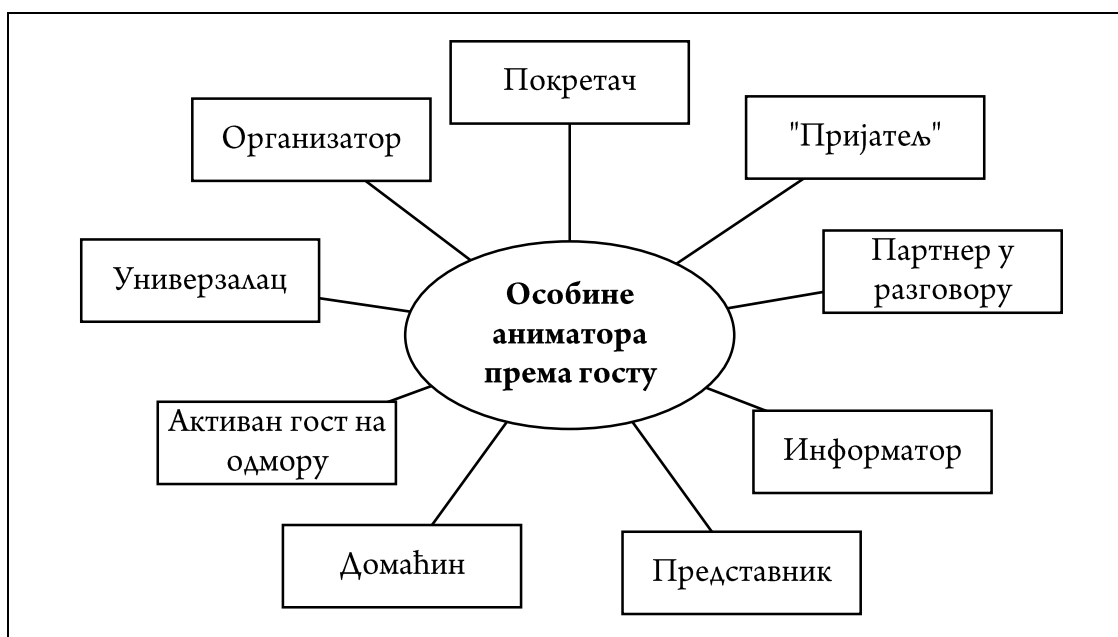 Покретач
Организатор
"Пријатељ"
Универзалац
Партнер у
разговору
Особине
аниматора
према госту
Активан гост на
одмору
Информатор
Домаћин
Представник